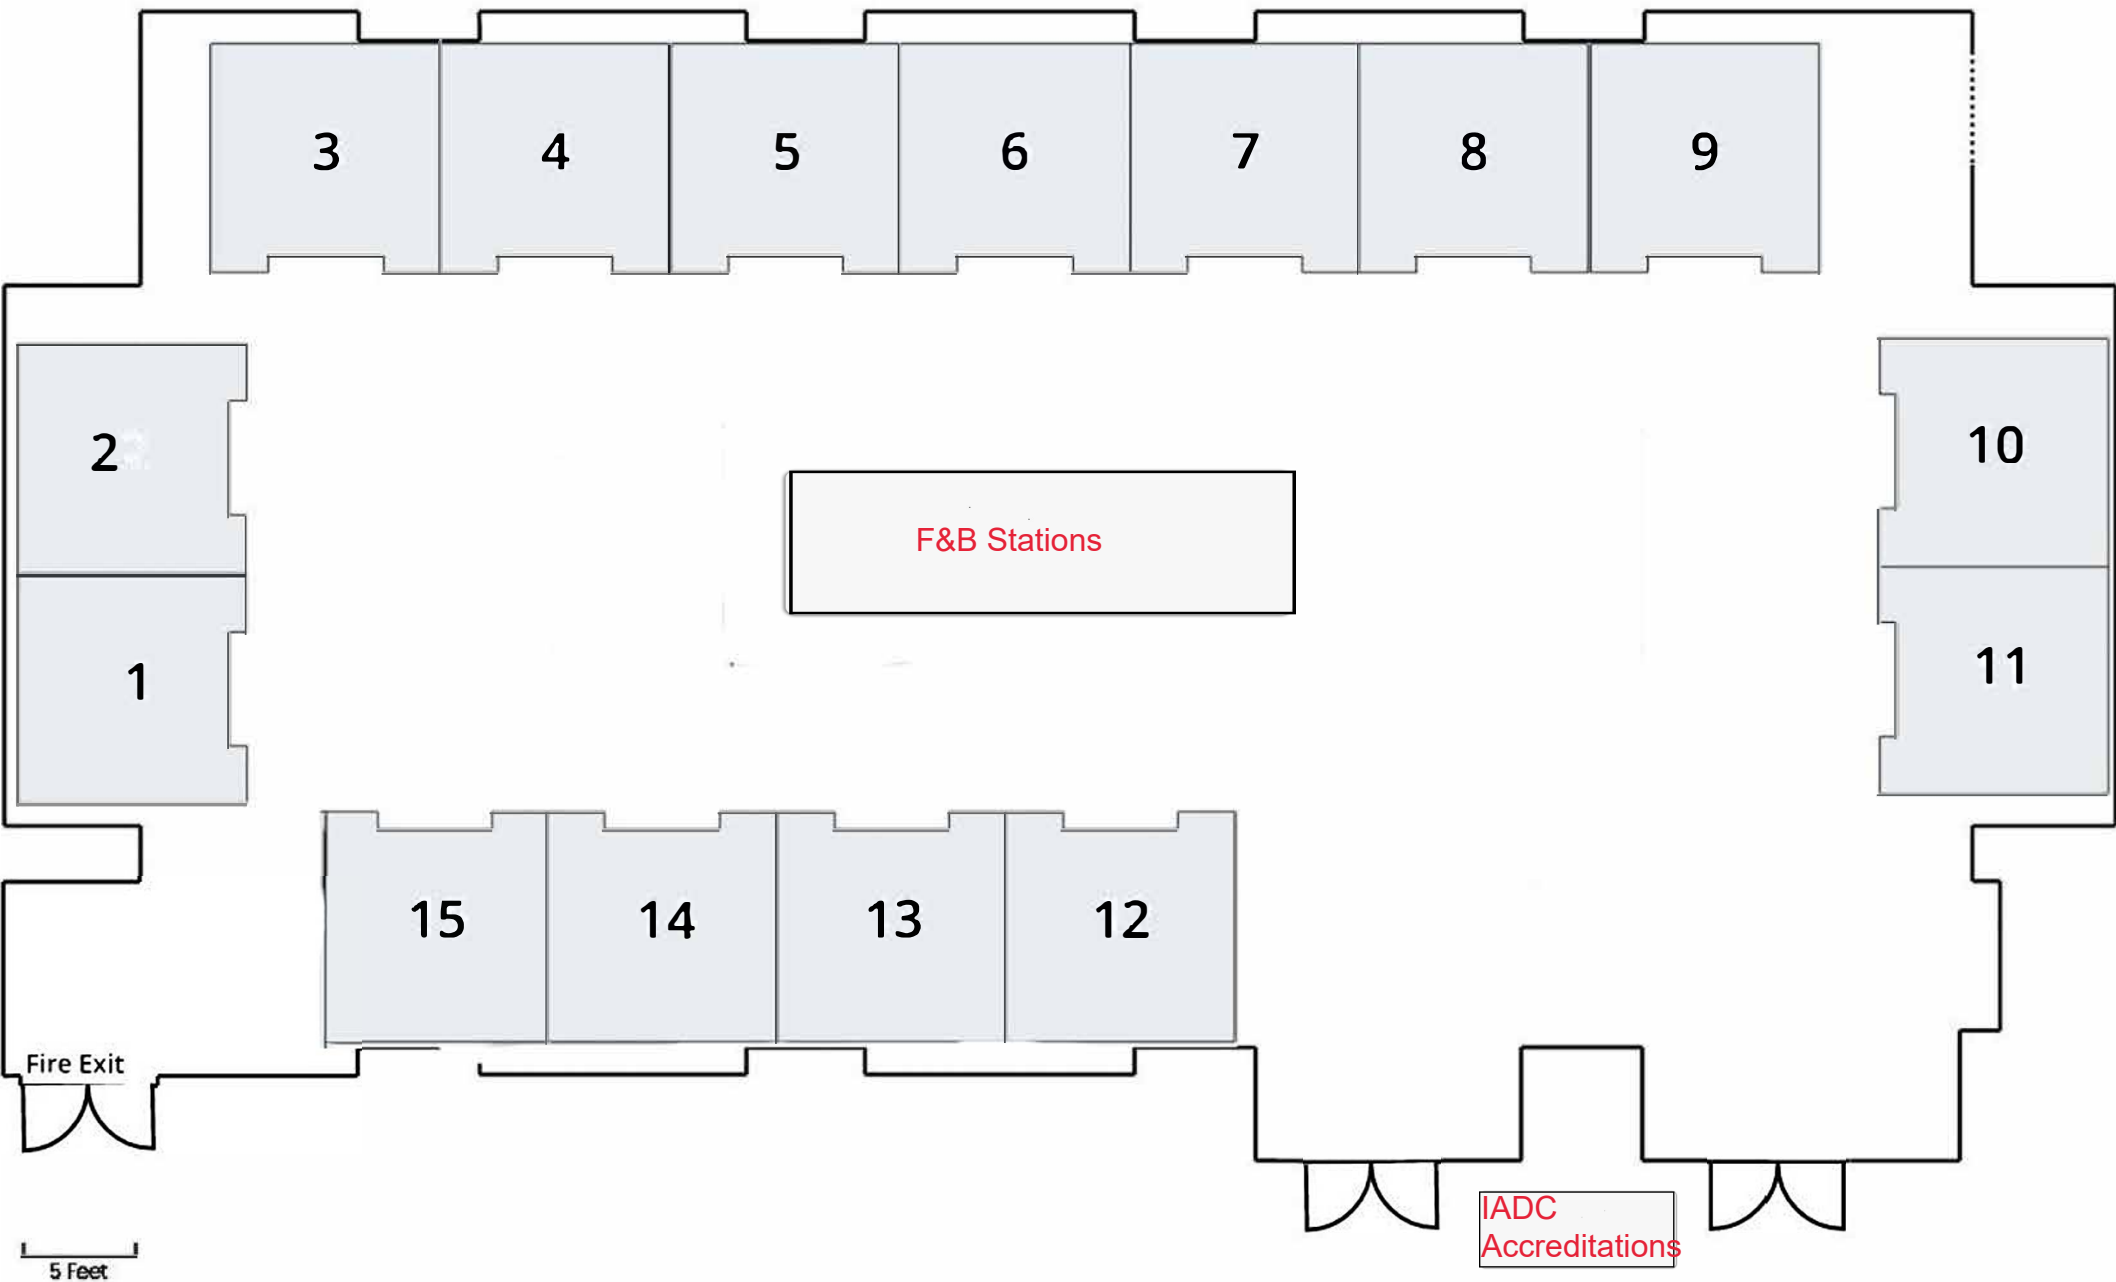 3 4 5 6 7 8 9
2 10
F&B Stations
1 11
15 14 13 12
Fire Exit
IADC
Accreditations
5 Feet